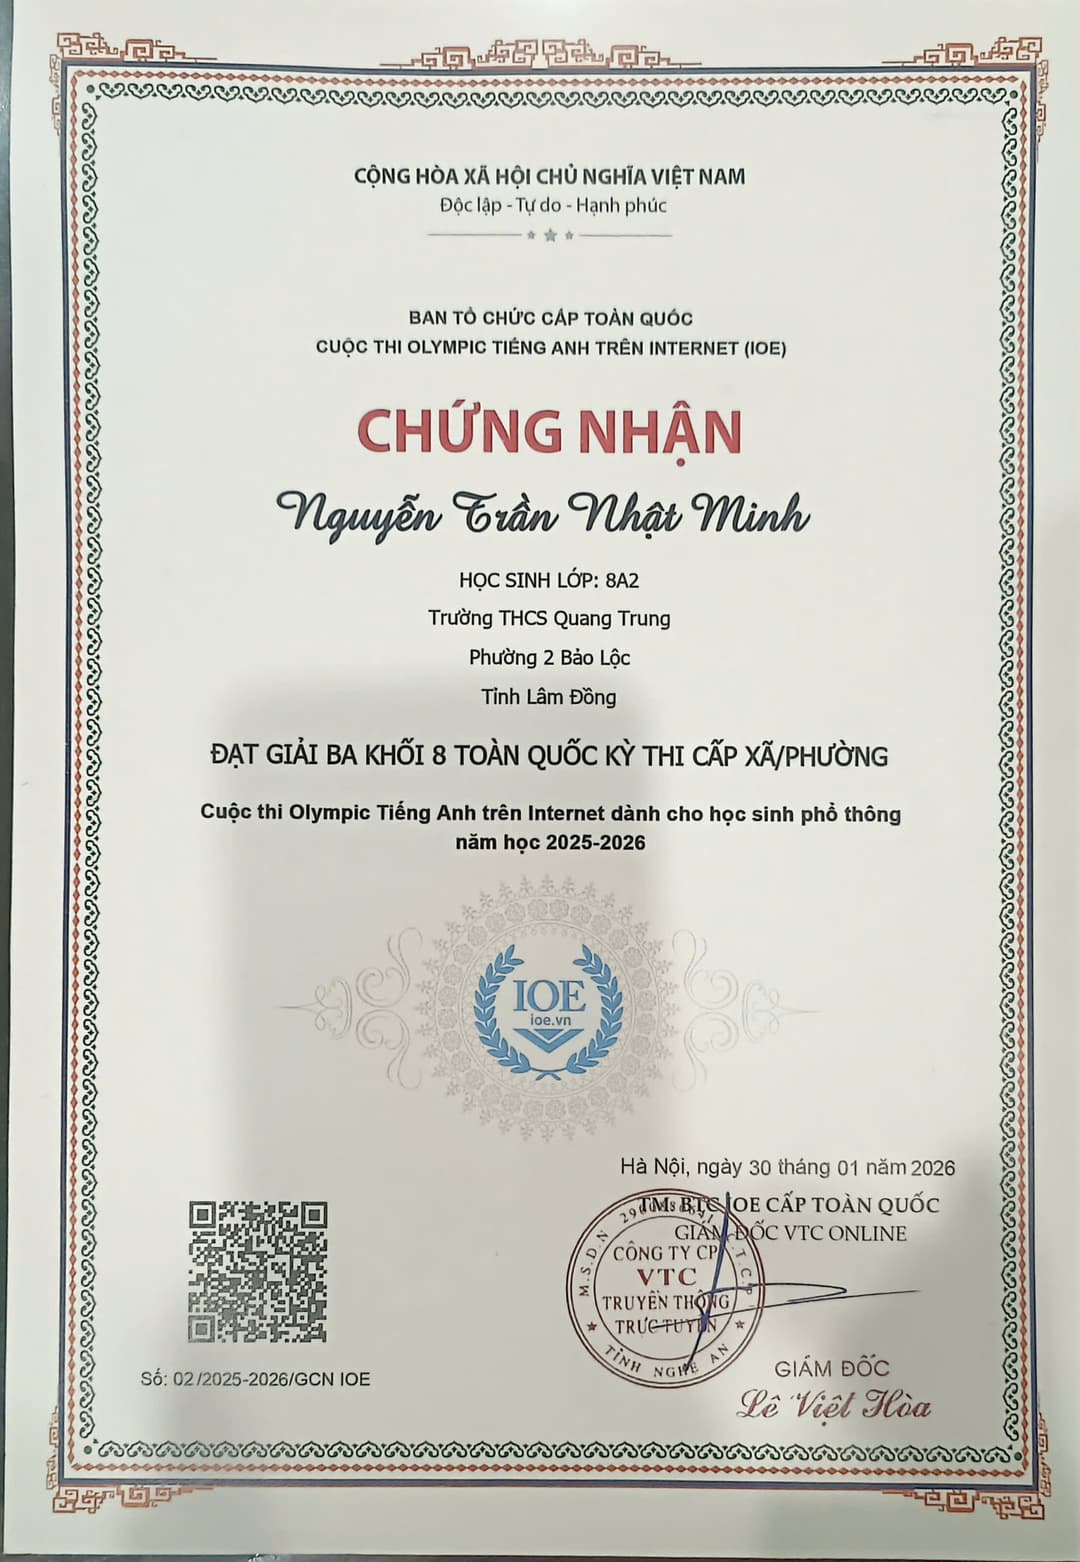 CỘNG HÒA XÃ HỘI CHỦ NGHĨA VIỆT NAM
Độc lập - Tự do - Hạnh phúc
BAN TỔ CHỨC CẤP TOÀN QUỐC
CUỘC THI OLYMPIC TIẾNG ANH TRÊN INTERNET (IOE)
CHỨNG NHẬN
Nguyễn Trần Nhật Minh
HỌC SINH LỚP: 8A2
Trường THCS Quang Trung
Phường 2 Bảo Lộc
Tỉnh Lâm Đồng
ĐẠT GIẢI BA KHỐI 8 TOÀN QUỐC KỲ THI CẤP XÃ/PHƯỜNG
Cuộc thi Olympic Tiếng Anh trên Internet dành cho học sinh phổ thông
năm học 2025-2026
IOE
ioe.vn
Hà Nội, ngày 30 tháng 01 năm 2026
TM. BTC IOE CẤP TOÀN QUỐC
GIÁM ĐỐC VTC ONLINE
M.S.D.N
CÔNG TY CP
VTC
TRUYỀN THÔNG
TRỰC TUYẾN
TỈNH NGHỆ AN
GIÁM ĐỐC
Lê Việt Hòa
Số: 02/2025-2026/GCN IOE